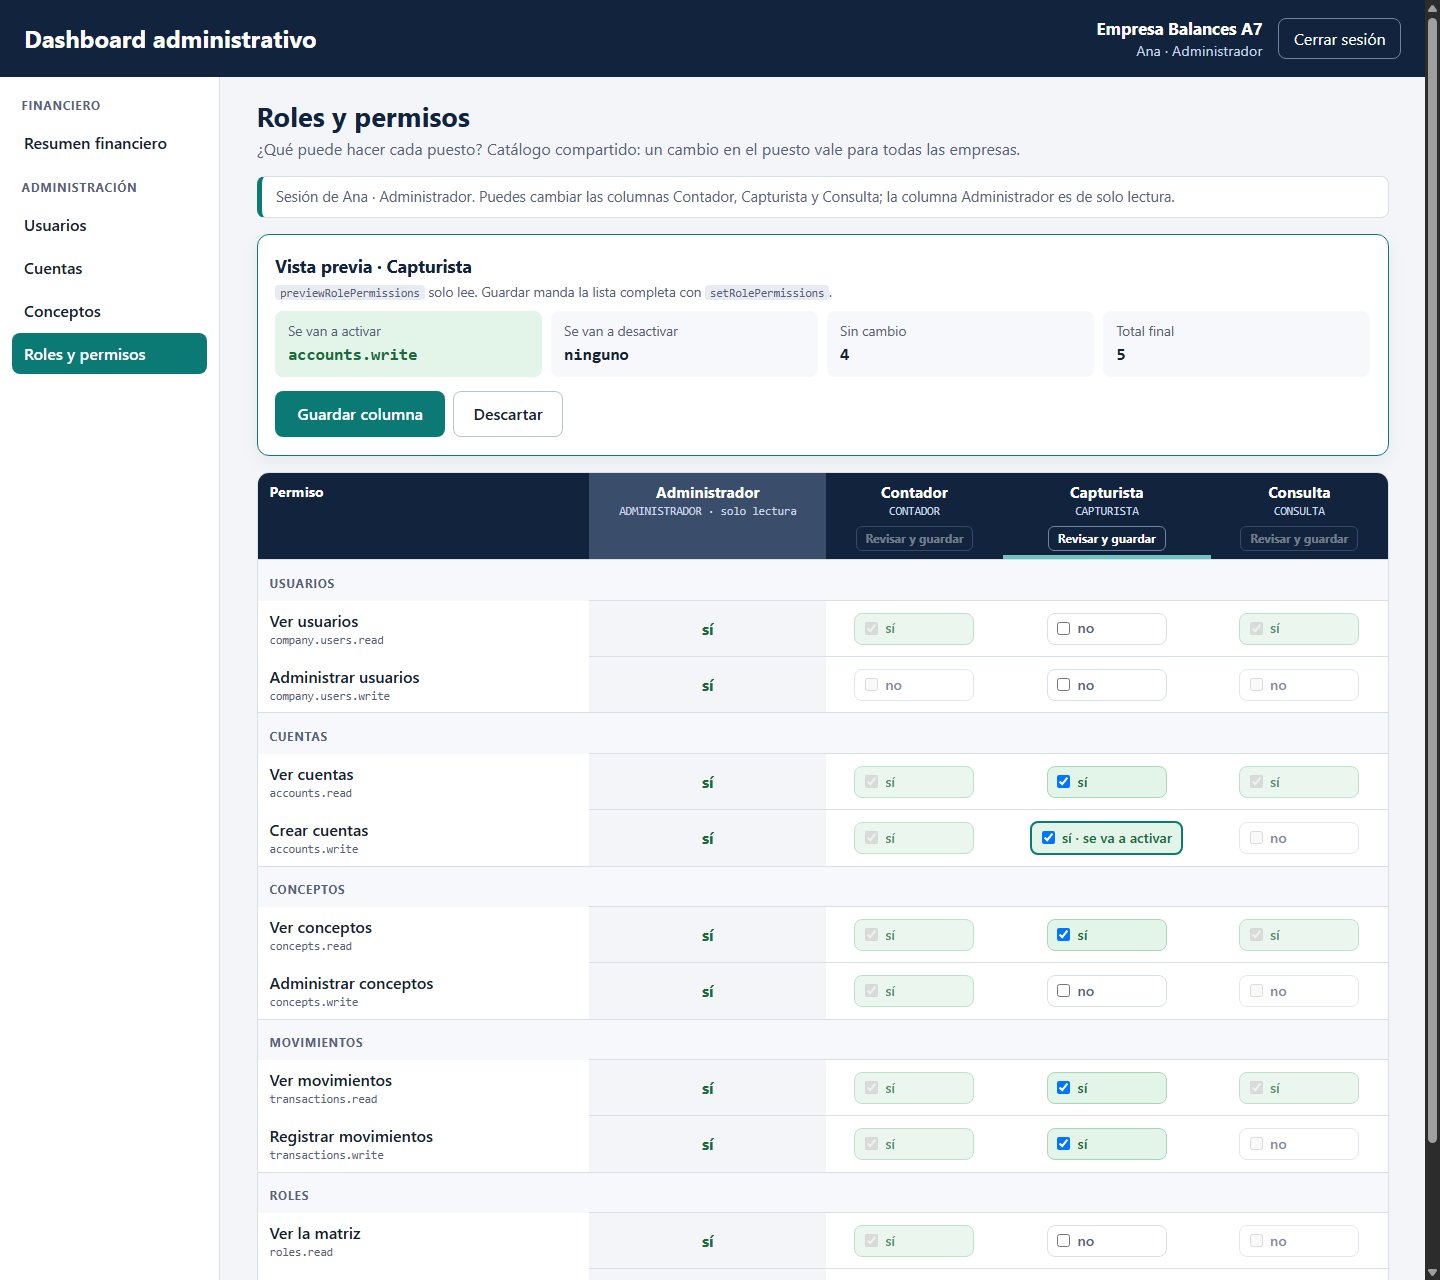 Dashboard administrativo
Empresa Balances A7
Ana · Administrador
Cerrar sesión
FINANCIERO
Resumen financiero
ADMINISTRACIÓN
Usuarios
Cuentas
Conceptos
Roles y permisos
Roles y permisos
¿Qué puede hacer cada puesto? Catálogo compartido: un cambio en el puesto vale para todas las empresas.
Sesión de Ana · Administrador. Puedes cambiar las columnas Contador, Capturista y Consulta; la columna Administrador es de solo lectura.
Vista previa · Capturista
previewRolePermissions solo lee. Guardar manda la lista completa con setRolePermissions.
Se van a activar
accounts.write
Se van a desactivar
ninguno
Sin cambio
4
Total final
5
Guardar columna
Descartar
Permiso
Administrador
ADMINISTRADOR · solo lectura
Contador
CONTADOR
Revisar y guardar
Capturista
CAPTURISTA
Revisar y guardar
Consulta
CONSULTA
Revisar y guardar
USUARIOS
Ver usuarios
company.users.read
sí
sí
no
sí
Administrar usuarios
company.users.write
sí
no
no
no
CUENTAS
Ver cuentas
accounts.read
sí
sí
sí
sí
Crear cuentas
accounts.write
sí
sí
sí · se va a activar
no
CONCEPTOS
Ver conceptos
concepts.read
sí
sí
sí
sí
Administrar conceptos
concepts.write
sí
sí
no
no
MOVIMIENTOS
Ver movimientos
transactions.read
sí
sí
sí
sí
Registrar movimientos
transactions.write
sí
sí
sí
no
ROLES
Ver la matriz
roles.read
sí
sí
no
no